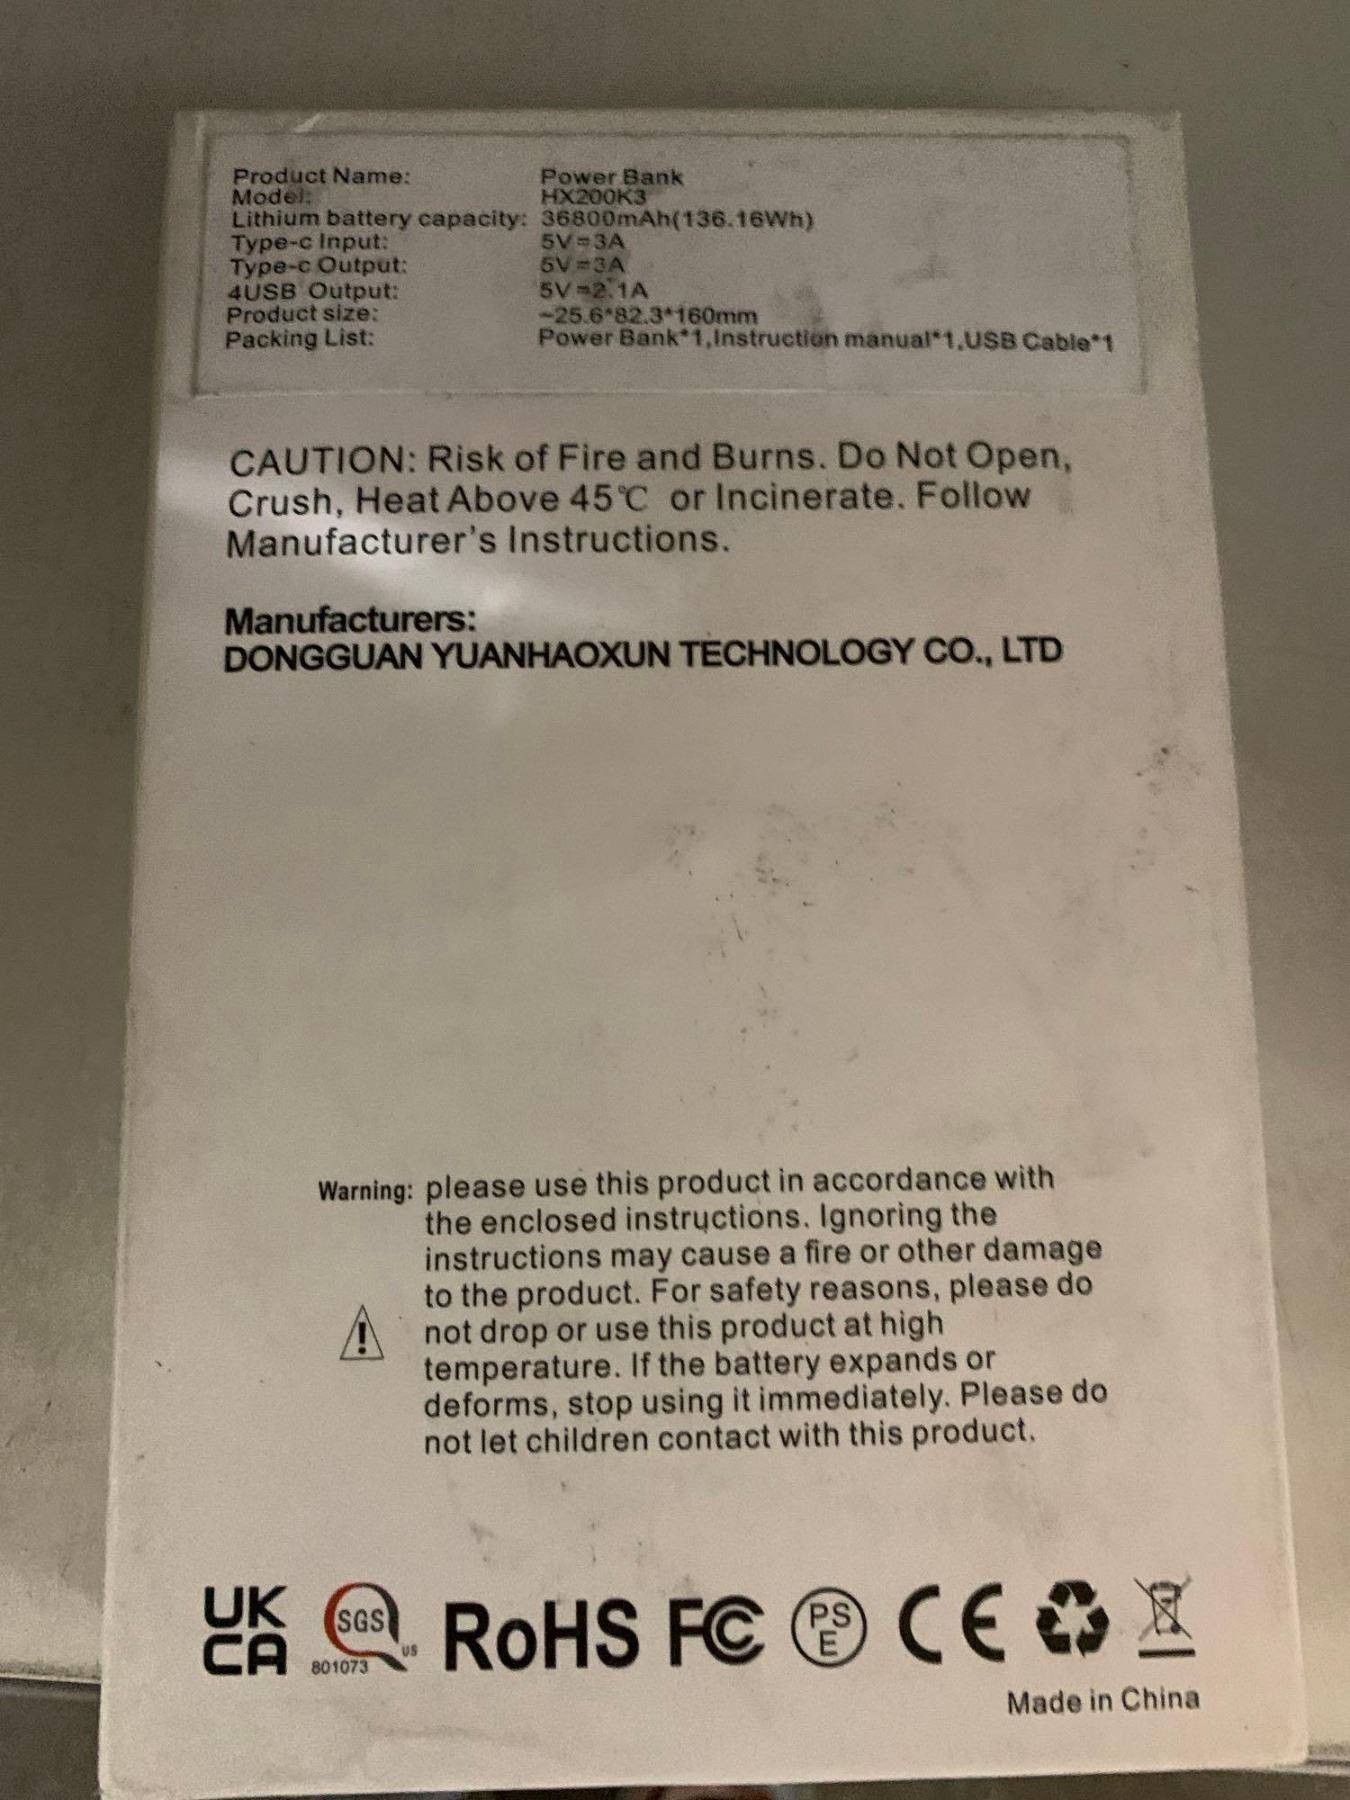 Product Name: Power Bank
Model: HX200K3
Lithium battery capacity: 36800mAh(136.16Wh)
Type-c Input: 5V=3A
Type-c Output: 5V=3A
4USB Output: 5V=2.1A
Product size: ~25.6*82.3*160mm
Packing List: Power Bank*1,Instruction manual*1,USB Cable*1
CAUTION: Risk of Fire and Burns. Do Not Open,
Crush, Heat Above 45℃ or Incinerate. Follow
Manufacturer's Instructions.
Manufacturers:
DONGGUAN YUANHAOXUN TECHNOLOGY CO., LTD
Warning: please use this product in accordance with
the enclosed instructions. Ignoring the
instructions may cause a fire or other damage
to the product. For safety reasons, please do
not drop or use this product at high
temperature. If the battery expands or
deforms, stop using it immediately. Please do
not let children contact with this product.
UK
CA
SGS
US
801073
RoHS
FC
PS
E
CE
Made in China